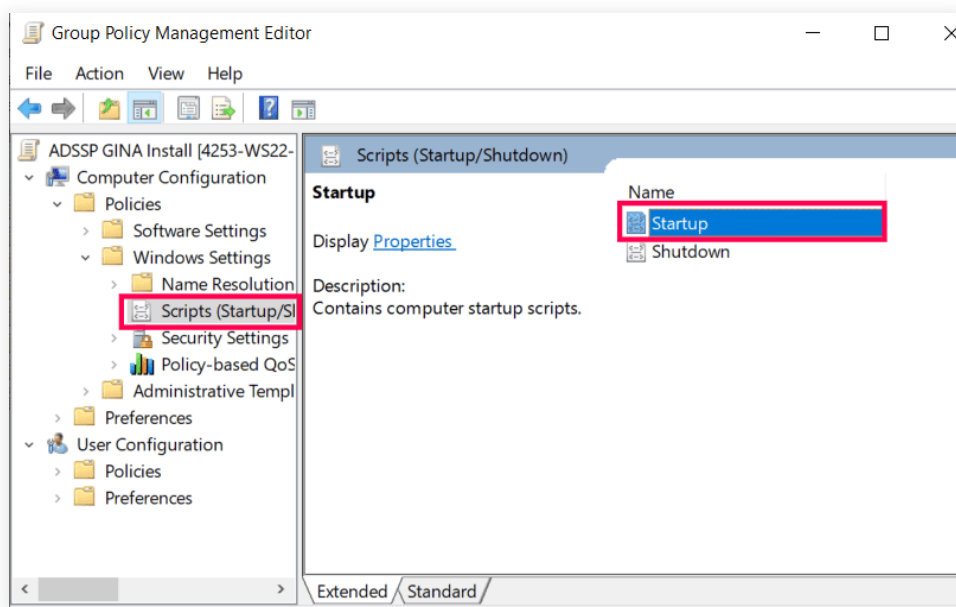 Group Policy Management Editor
File Action View Help
ADSSP GINA Install [4253-WS22-
Computer Configuration
Policies
Software Settings
Windows Settings
Name Resolution
Scripts (Startup/Sl
Security Settings
Policy-based QoS
Administrative Templ
Preferences
User Configuration
Policies
Preferences
Scripts (Startup/Shutdown)
Startup
Display Properties
Description:
Contains computer startup scripts.
Name
Startup
Shutdown
Extended Standard